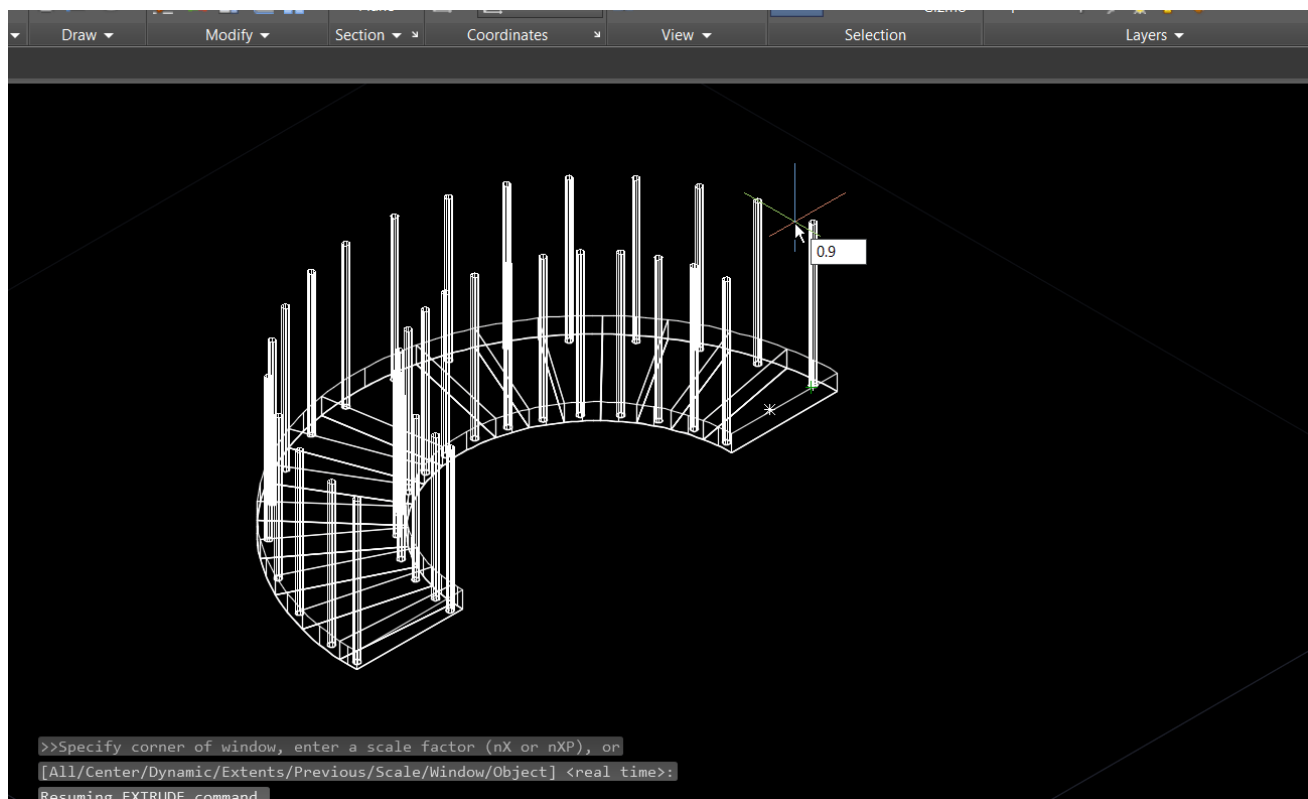 Draw Modify Section Coordinates View Selection Layers
0.9
>>Specify corner of window, enter a scale factor (nX or nXP), or
[All/Center/Dynamic/Extents/Previous/Scale/Window/Object] <real time>:
Resuming EXTRUDE command.